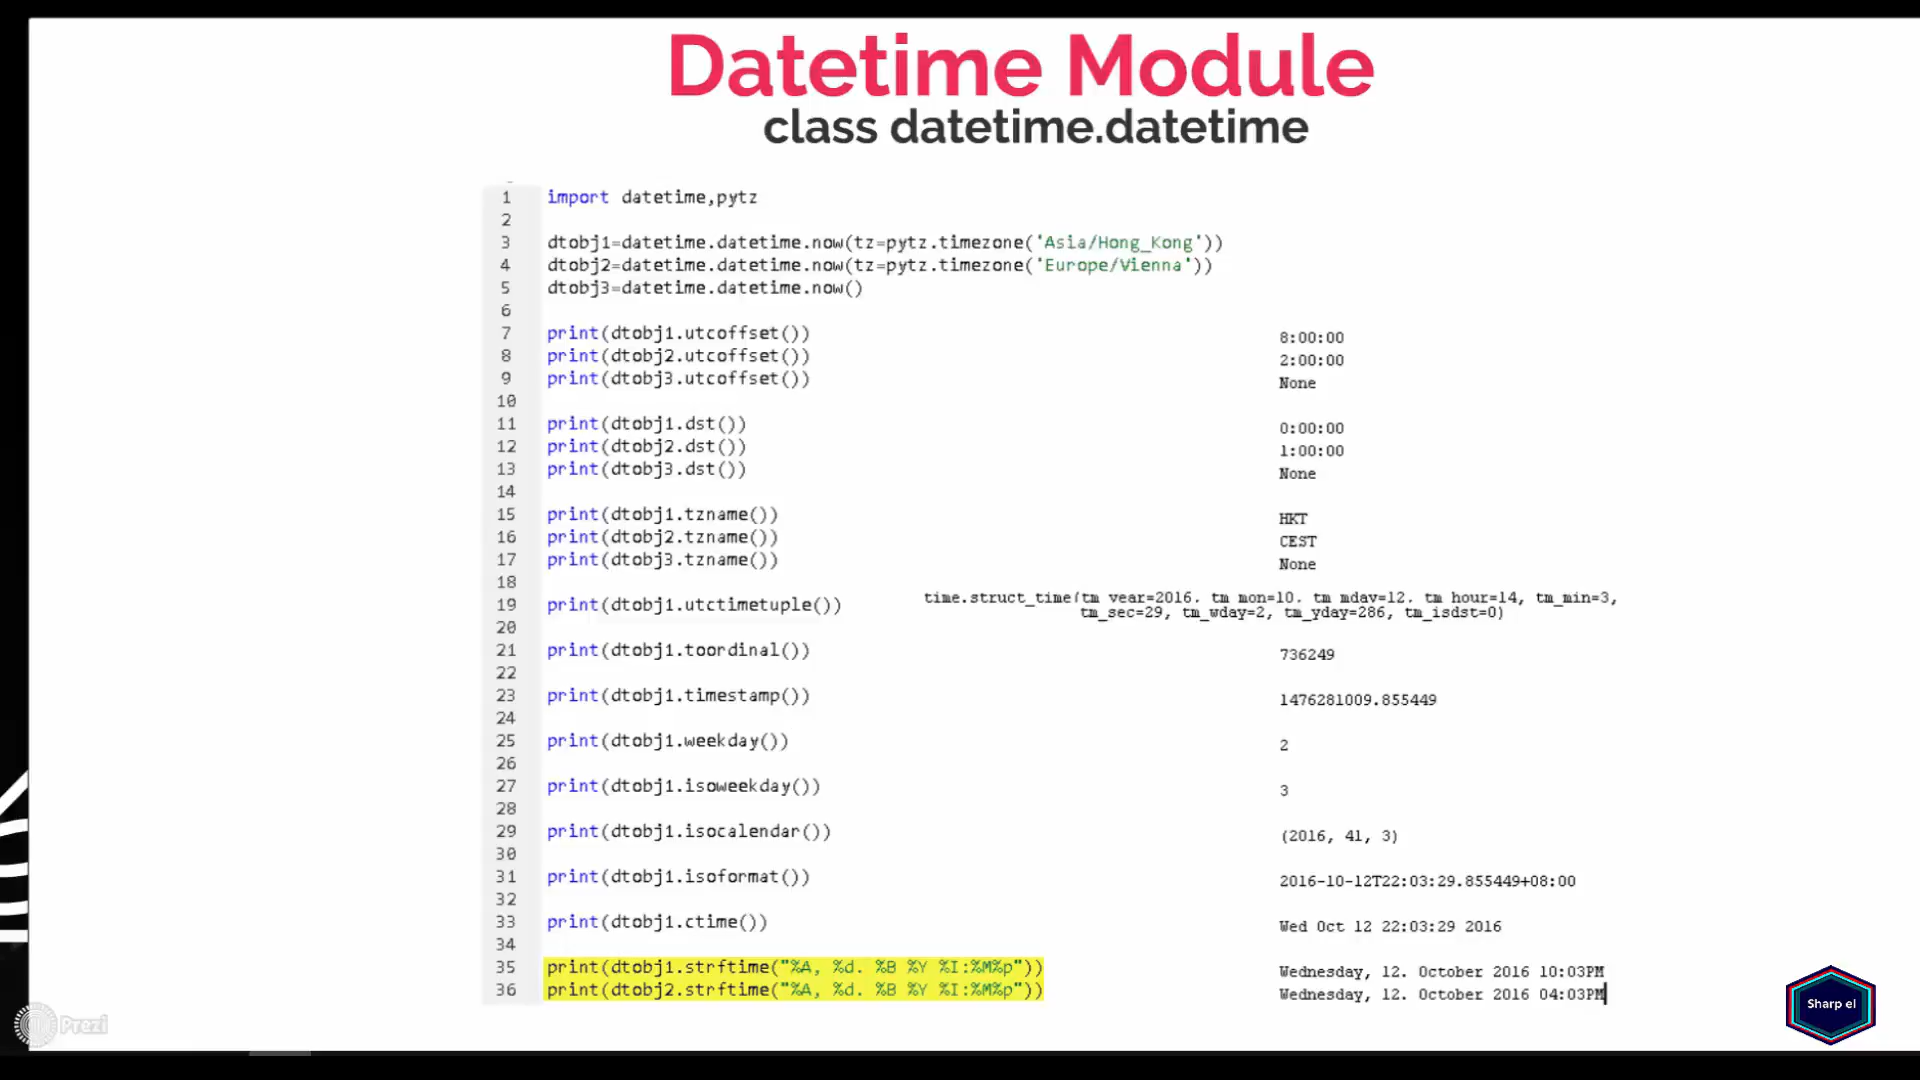 Datetime Module
class datetime.datetime
1 import datetime,pytz
2
3 dtobj1=datetime.datetime.now(tz=pytz.timezone('Asia/Hong_Kong'))
4 dtobj2=datetime.datetime.now(tz=pytz.timezone('Europe/Vienna'))
5 dtobj3=datetime.datetime.now()
6
7 print(dtobj1.utcoffset()) 8:00:00
8 print(dtobj2.utcoffset()) 2:00:00
9 print(dtobj3.utcoffset()) None
10
11 print(dtobj1.dst()) 0:00:00
12 print(dtobj2.dst()) 1:00:00
13 print(dtobj3.dst()) None
14
15 print(dtobj1.tzname()) HKT
16 print(dtobj2.tzname()) CEST
17 print(dtobj3.tzname()) None
18
19 print(dtobj1.utctimetuple()) time.struct_time(tm_year=2016, tm_mon=10, tm_mday=12, tm_hour=14, tm_min=3,
tm_sec=29, tm_wday=2, tm_yday=286, tm_isdst=0)
20
21 print(dtobj1.toordinal()) 736249
22
23 print(dtobj1.timestamp()) 1476281009.855449
24
25 print(dtobj1.weekday()) 2
26
27 print(dtobj1.isoweekday()) 3
28
29 print(dtobj1.isocalendar()) (2016, 41, 3)
30
31 print(dtobj1.isoformat()) 2016-10-12T22:03:29.855449+08:00
32
33 print(dtobj1.ctime()) Wed Oct 12 22:03:29 2016
34
35 print(dtobj1.strftime("%A, %d. %B %Y %I:%M%p")) Wednesday, 12. October 2016 10:03PM
36 print(dtobj2.strftime("%A, %d. %B %Y %I:%M%p")) Wednesday, 12. October 2016 04:03PM
Sharp el
Prezi